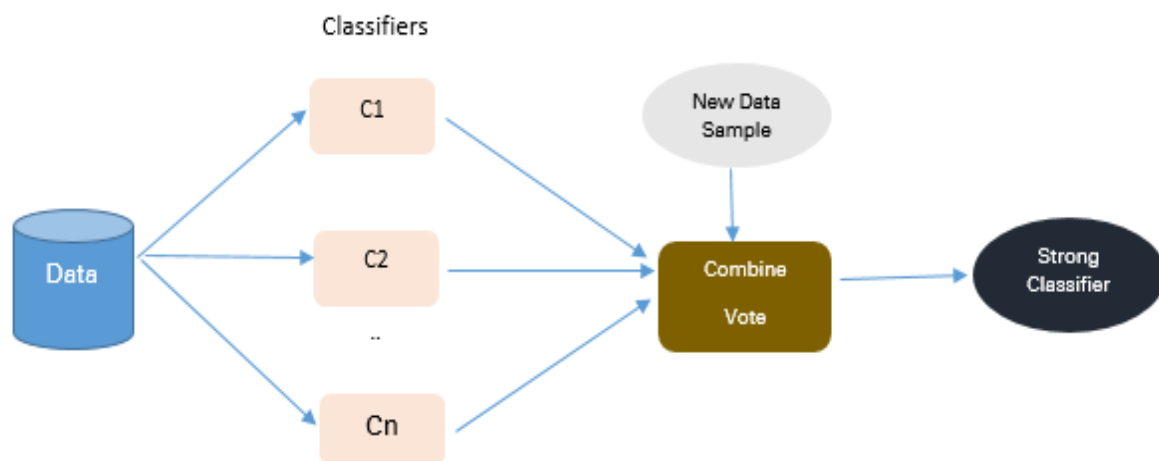 Classifiers
C1
New Data
Sample
Data
C2
..
Combine
Vote
Strong
Classifier
Cn